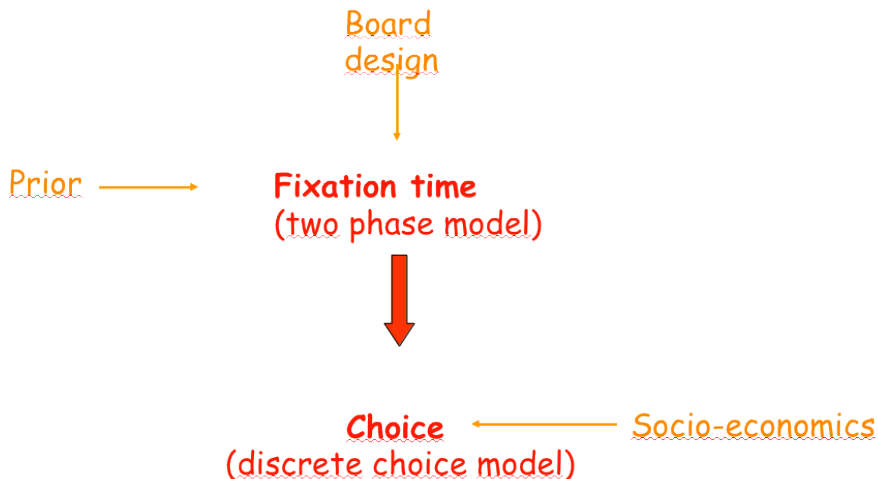 Board
design
Prior
Fixation time
(two phase model)
Choice
Socio-economics
(discrete choice model)